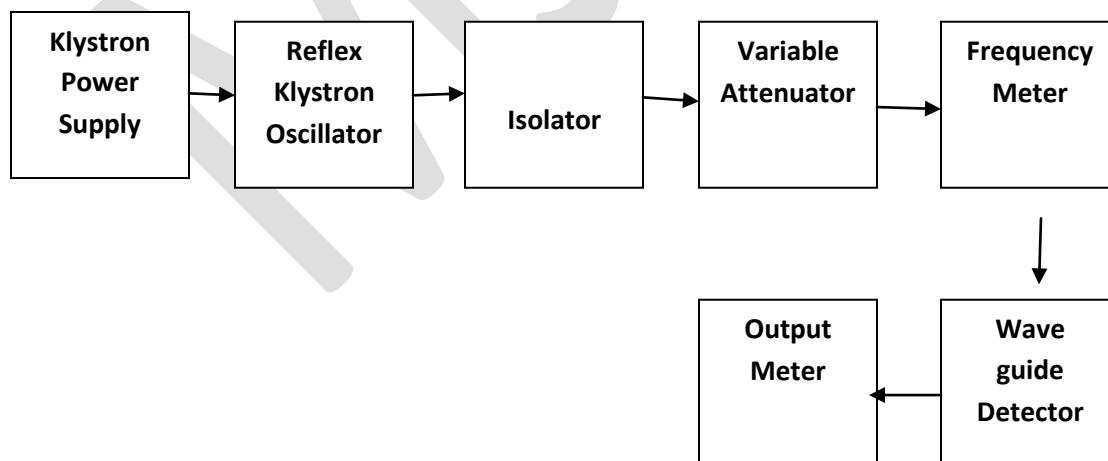 Klystron
Power
Supply
Reflex
Klystron
Oscillator
Isolator
Variable
Attenuator
Frequency
Meter
Output
Meter
Wave
guide
Detector